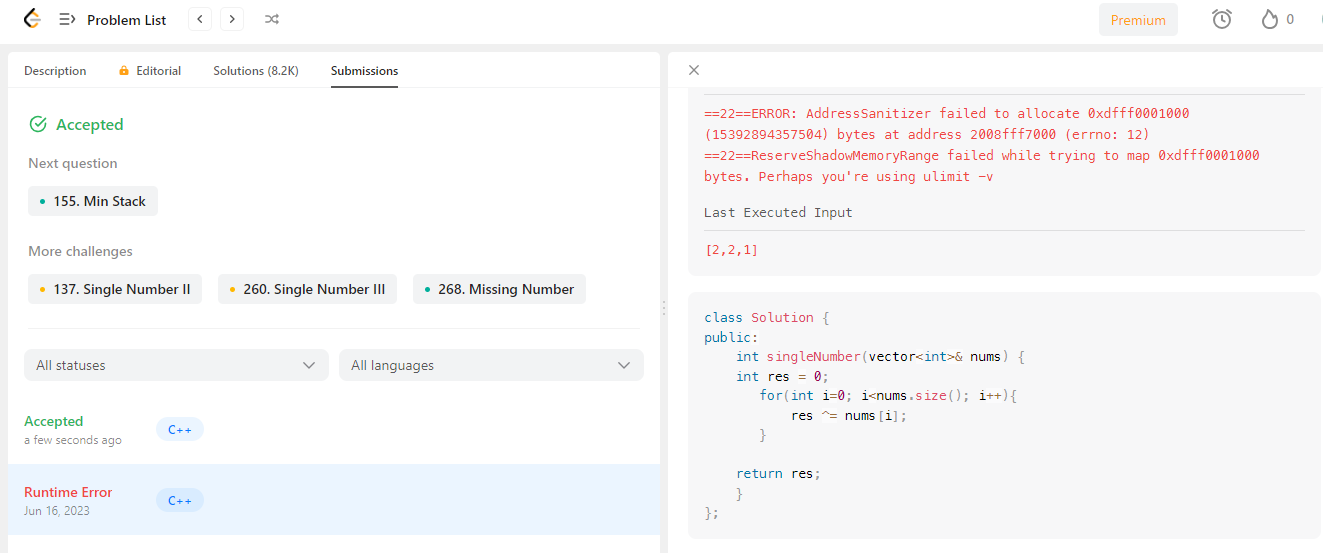 Problem List
Premium
0
Description
Editorial
Solutions (8.2K)
Submissions
Accepted
Next question
155. Min Stack
More challenges
137. Single Number II
260. Single Number III
268. Missing Number
All statuses
All languages
Accepted
a few seconds ago
C++
Runtime Error
Jun 16, 2023
C++
==22==ERROR: AddressSanitizer failed to allocate 0xdfff0001000
(15392894357504) bytes at address 2008fff7000 (errno: 12)
==22==ReserveShadowMemoryRange failed while trying to map 0xdfff0001000
bytes. Perhaps you're using ulimit -v
Last Executed Input
[2,2,1]
class Solution {
public:
    int singleNumber(vector<int>& nums) {
    int res = 0;
       for(int i=0; i<nums.size(); i++){
           res ^= nums[i];
       }
    return res;
    }
};